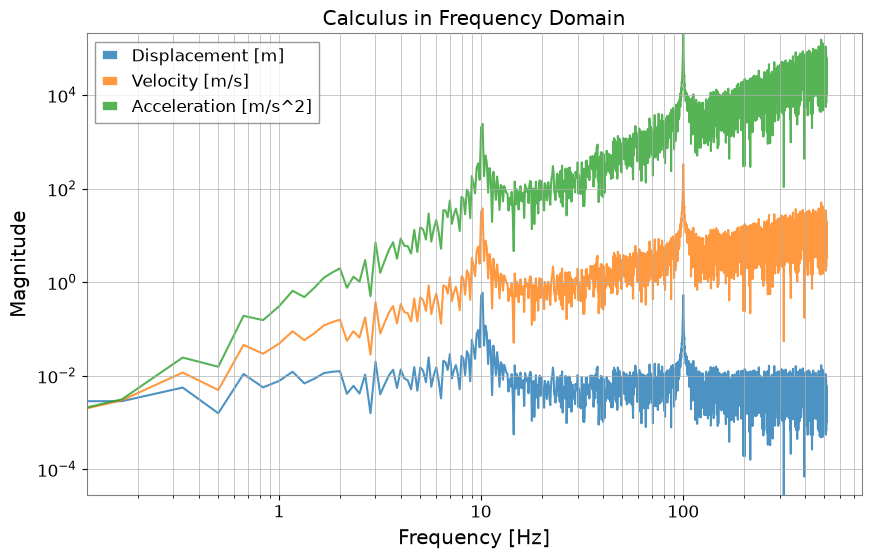 Calculus in Frequency Domain
Displacement [m]
Velocity [m/s]
Acceleration [m/s^2]
Magnitude
10^4
10^2
10^0
10^−2
10^−4
1 10 100
Frequency [Hz]